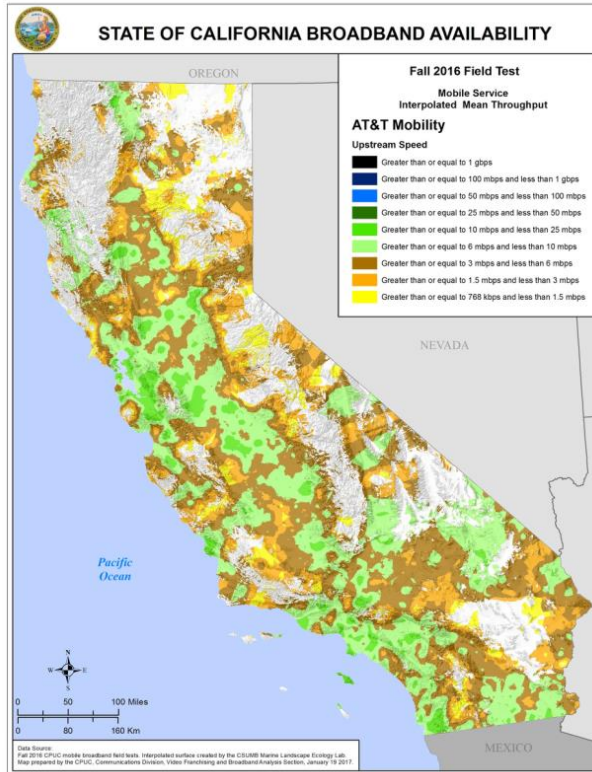 STATE OF CALIFORNIA BROADBAND AVAILABILITY
OREGON
Fall 2016 Field Test
Mobile Service
Interpolated Mean Throughput
AT&T Mobility
Upstream Speed
Greater than or equal to 1 gbps
Greater than or equal to 100 mbps and less than 1 gbps
Greater than or equal to 50 mbps and less than 100 mbps
Greater than or equal to 25 mbps and less than 50 mbps
Greater than or equal to 10 mbps and less than 25 mbps
Greater than or equal to 6 mbps and less than 10 mbps
Greater than or equal to 3 mbps and less than 6 mbps
Greater than or equal to 1.5 mbps and less than 3 mbps
Greater than or equal to 768 kbps and less than 1.5 mbps
NEVADA
Pacific
Ocean
N
W E
S
0 50 100 Miles
0 80 160 KM
MEXICO
Data Source:
Fall 2016 CPUC mobile broadband field tests. Interpolated surface created by the CSUMB Marine Landscape Ecology Lab.
Map prepared by the CPUC, Communications Division, Video Franchising and Broadband Analysis Section, January 18 2017.